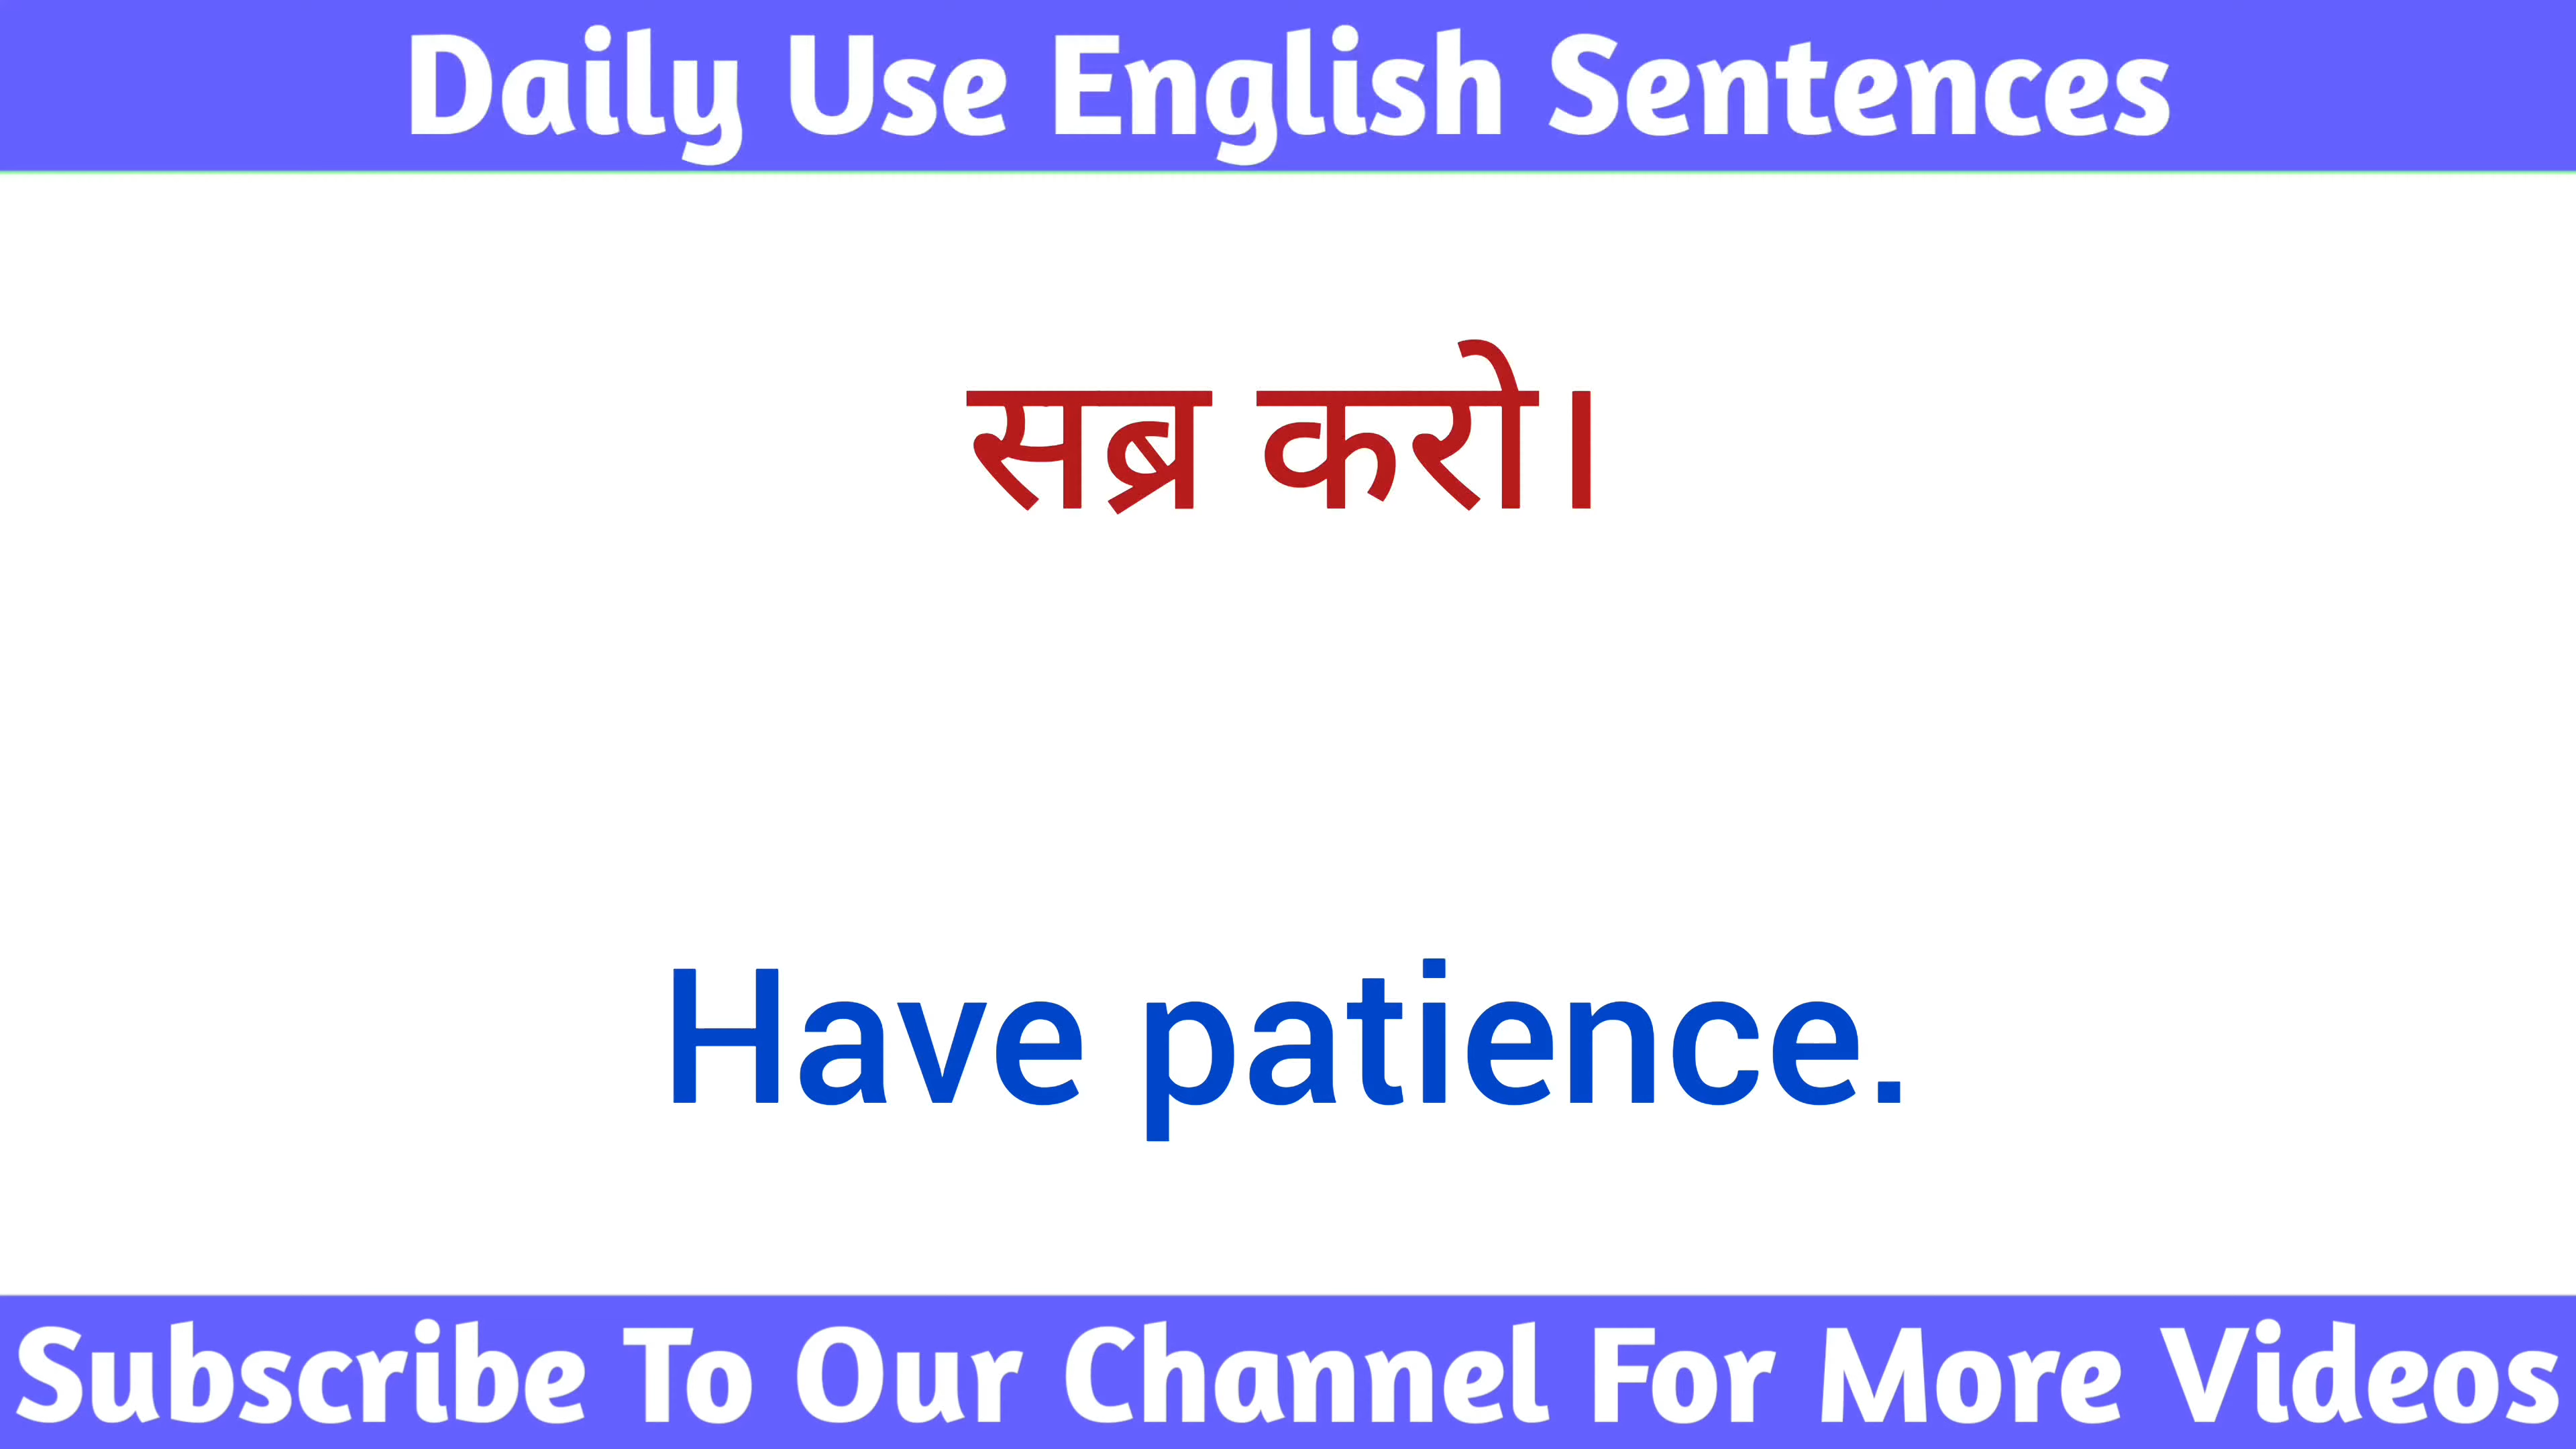 Daily Use English Sentences
सब्र करो।
Have patience.
Subscribe To Our Channel For More Videos